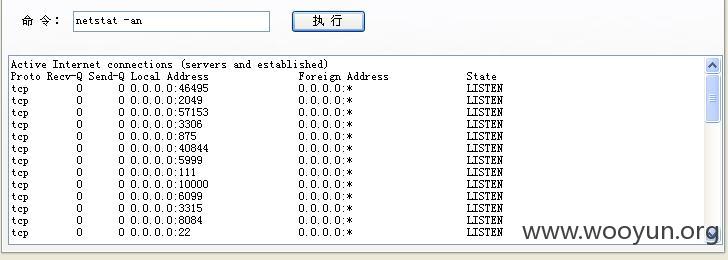 命 令： netstat -an 执 行
Active Internet connections (servers and established)
Proto Recv-Q Send-Q Local Address Foreign Address State
tcp 0 0 0.0.0.0:46495 0.0.0.0:* LISTEN
tcp 0 0 0.0.0.0:2049 0.0.0.0:* LISTEN
tcp 0 0 0.0.0.0:57153 0.0.0.0:* LISTEN
tcp 0 0 0.0.0.0:3306 0.0.0.0:* LISTEN
tcp 0 0 0.0.0.0:875 0.0.0.0:* LISTEN
tcp 0 0 0.0.0.0:40844 0.0.0.0:* LISTEN
tcp 0 0 0.0.0.0:5999 0.0.0.0:* LISTEN
tcp 0 0 0.0.0.0:111 0.0.0.0:* LISTEN
tcp 0 0 0.0.0.0:10000 0.0.0.0:* LISTEN
tcp 0 0 0.0.0.0:6099 0.0.0.0:* LISTEN
tcp 0 0 0.0.0.0:3315 0.0.0.0:* LISTEN
tcp 0 0 0.0.0.0:8084 0.0.0.0:* LISTEN
tcp 0 0 0.0.0.0:22 0.0.0.0:* LISTEN
www.wooyun.org